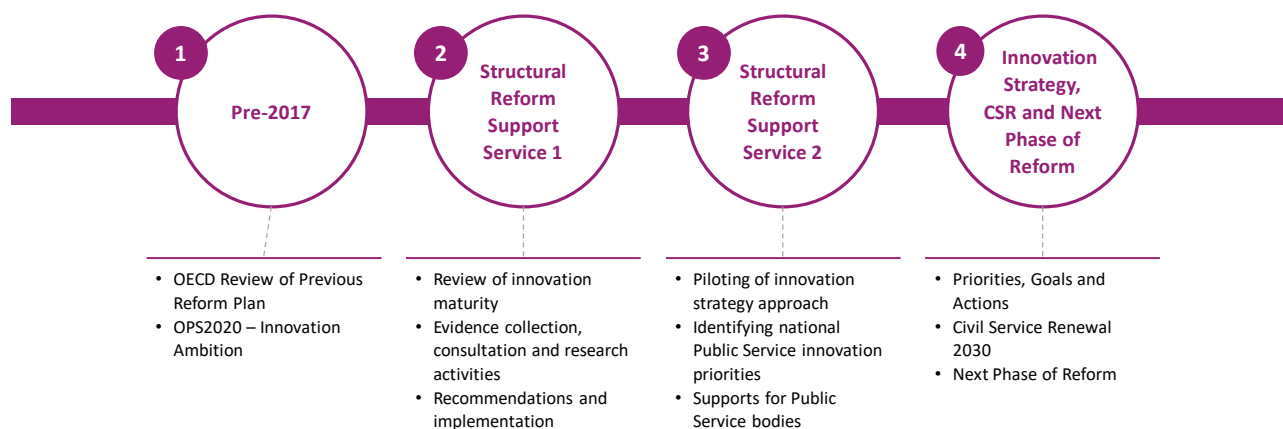 1
Pre-2017
• OECD Review of Previous
Reform Plan
• OPS2020 – Innovation
Ambition
2
Structural
Reform
Support
Service 1
• Review of innovation
maturity
• Evidence collection,
consultation and research
activities
• Recommendations and
implementation
3
Structural
Reform
Support
Service 2
• Piloting of innovation
strategy approach
• Identifying national
Public Service innovation
priorities
• Supports for Public
Service bodies
4
Innovation
Strategy,
CSR and Next
Phase of
Reform
• Priorities, Goals and
Actions
• Civil Service Renewal
2030
• Next Phase of Reform